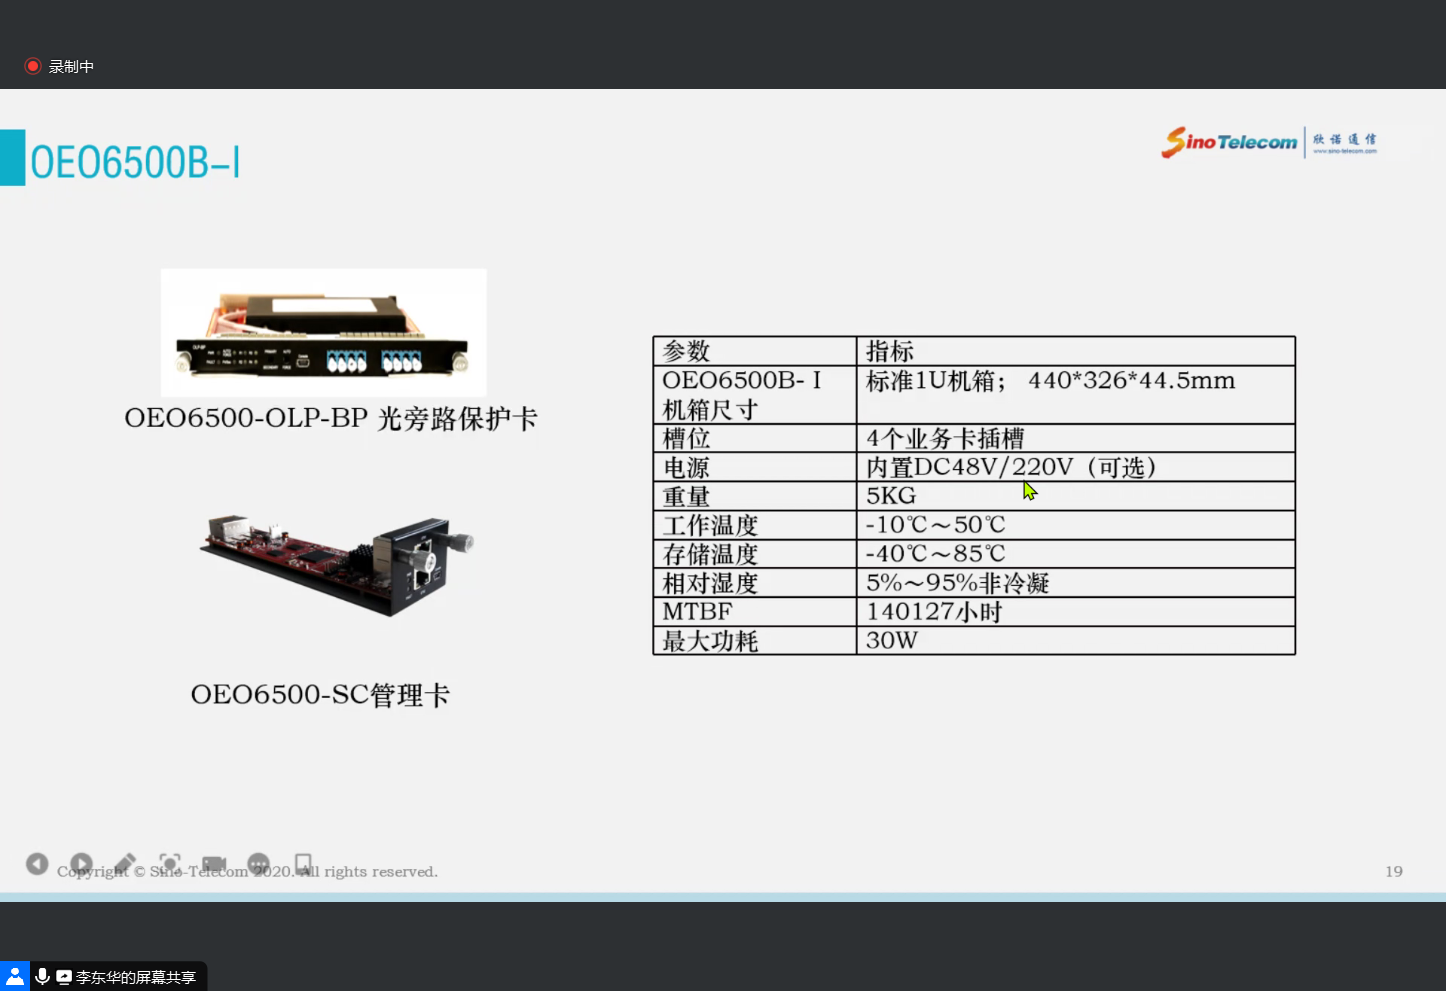 录制中
OEO6500B-I
SinoTelecom 欣诺通信
www.sino-telecom.com
OLP-BP
OEO6500-OLP-BP 光旁路保护卡
OEO6500-SC管理卡
参数 指标
OEO6500B- I 标准1U机箱； 440*326*44.5mm
机箱尺寸
槽位 4个业务卡插槽
电源 内置DC48V/220V（可选）
重量 5KG
工作温度 -10℃～50℃
存储温度 -40℃～85℃
相对湿度 5%～95%非冷凝
MTBF 140127小时
最大功耗 30W
Copyright © Sino-Telecom 2020. All rights reserved.
19
李东华的屏幕共享